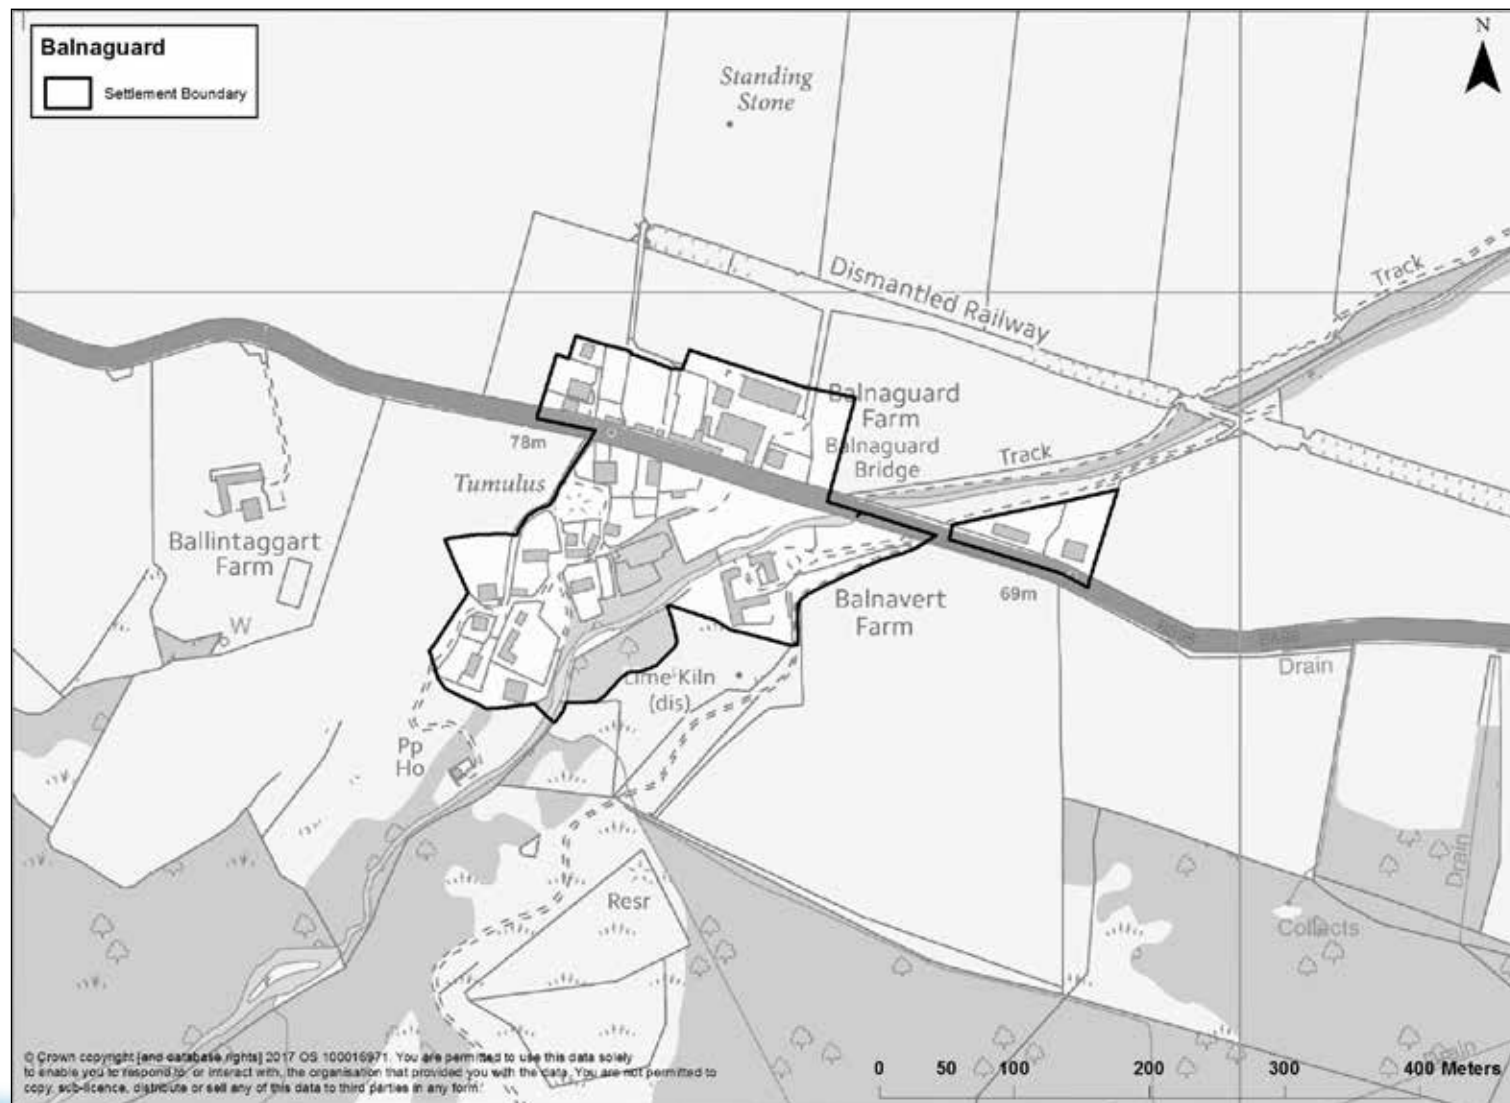 Balnaguard
Settlement Boundary
N
Standing
Stone
Dismantled Railway
Track
Balnaguard
Farm
Balnaguard
Bridge
Track
78m
Tumulus
Ballintaggart
Farm
W
Balnavert
Farm
69m
Drain
Lime Kiln
(dis)
Pp
Ho
Resr
Drain
Collects
Drain
© Crown copyright [and database rights] 2017 OS 100016971. You are permitted to use this data solely
to enable you to respond to, or interact with, the organisation that provided you with the data. You are not permitted to
copy, sub-licence, distribute or sell any of this data to third parties in any form.'
0 50 100 200 300 400 Meters